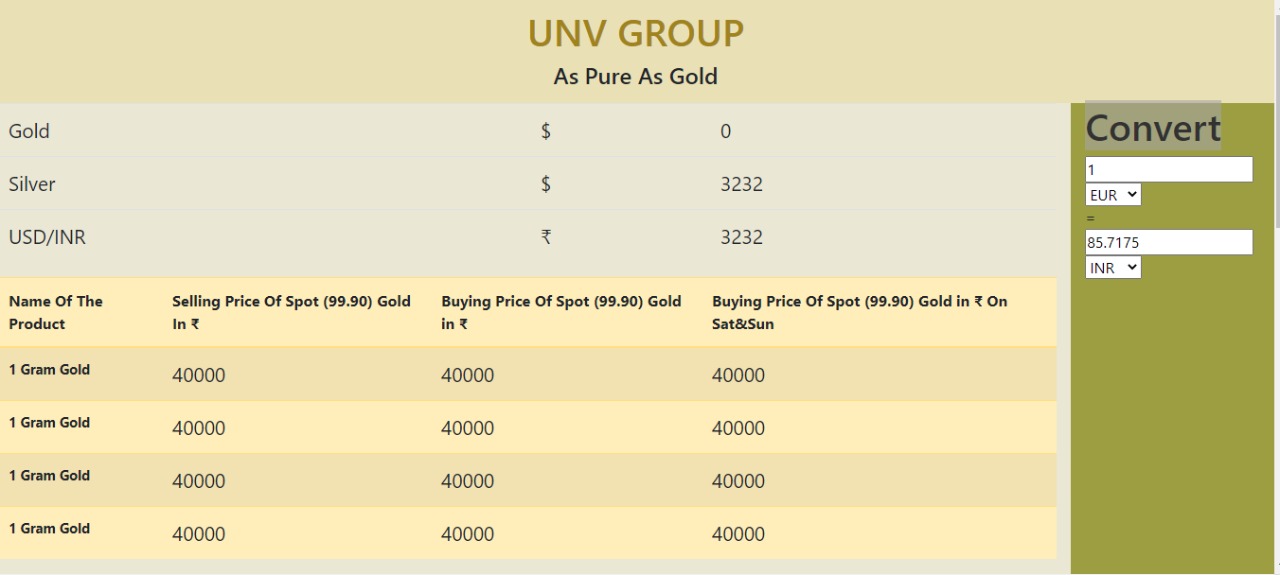 UNV GROUP
As Pure As Gold
Gold $ 0
Silver $ 3232
USD/INR ₹ 3232
Convert
1
EUR
=
85.7175
INR
Name Of The Product
Selling Price Of Spot (99.90) Gold In ₹
Buying Price Of Spot (99.90) Gold in ₹
Buying Price Of Spot (99.90) Gold in ₹ On Sat&Sun
1 Gram Gold 40000 40000 40000
1 Gram Gold 40000 40000 40000
1 Gram Gold 40000 40000 40000
1 Gram Gold 40000 40000 40000